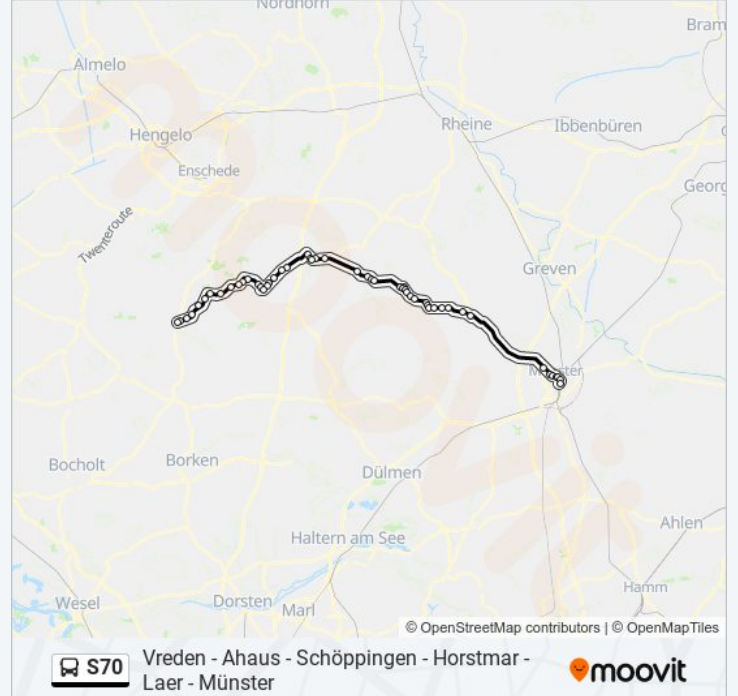 Nordhorn
Bram
Almelo
Rheine
Ibbenbüren
Hengelo
Enschede
Georg
Twenteroute
Greven
Münster
Bocholt
Borken
Dülmen
Ahlen
Haltern am See
Hamm
Wesel
Dorsten
Marl
© OpenStreetMap contributors | © OpenMapTiles
S70
Vreden - Ahaus - Schöppingen - Horstmar -
Laer - Münster
moovit
moovit